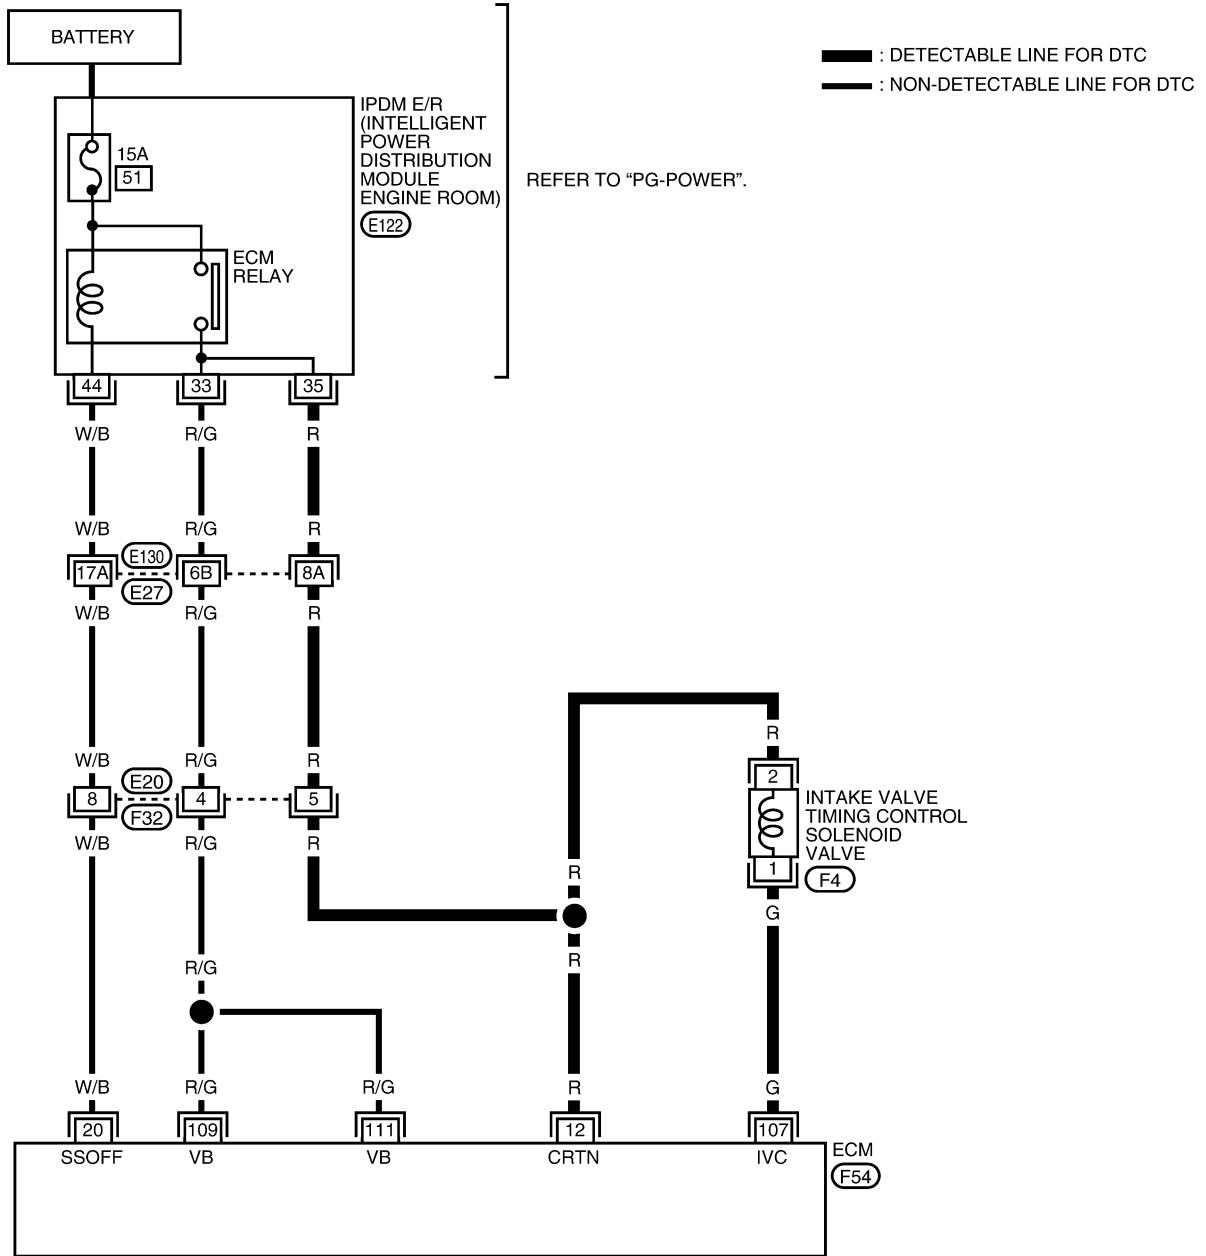 BATTERY
: DETECTABLE LINE FOR DTC
: NON-DETECTABLE LINE FOR DTC
IPDM E/R
(INTELLIGENT
POWER
DISTRIBUTION
MODULE
ENGINE ROOM)
E122
REFER TO “PG-POWER”.
15A
51
ECM
RELAY
44 33 35
W/B R/G R
W/B R/G R
E130
17A 6B 8A
E27
W/B R/G R
W/B R/G R
E20
8 4 5
F32
W/B R/G R
R
2
INTAKE VALVE
TIMING CONTROL
SOLENOID
VALVE
1
F4
R
G
R
R/G
W/B R/G R/G R G
20 109 111 12 107
SSOFF VB VB CRTN IVC
ECM
F54